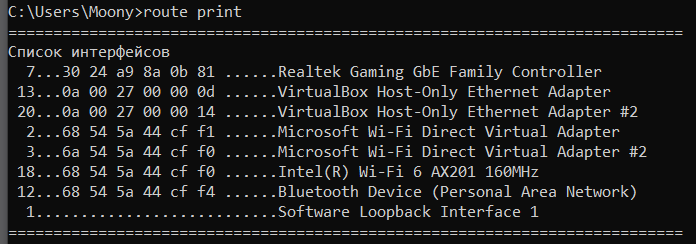 C:\Users\Moony>route print
===========================================================================
Список интерфейсов
  7...30 24 a9 8a 0b 81 ......Realtek Gaming GbE Family Controller
 13...0a 00 27 00 00 0d ......VirtualBox Host-Only Ethernet Adapter
 20...0a 00 27 00 00 14 ......VirtualBox Host-Only Ethernet Adapter #2
  2...68 54 5a 44 cf f1 ......Microsoft Wi-Fi Direct Virtual Adapter
  3...6a 54 5a 44 cf f0 ......Microsoft Wi-Fi Direct Virtual Adapter #2
 18...68 54 5a 44 cf f0 ......Intel(R) Wi-Fi 6 AX201 160MHz
 12...68 54 5a 44 cf f4 ......Bluetooth Device (Personal Area Network)
  1...........................Software Loopback Interface 1
===========================================================================